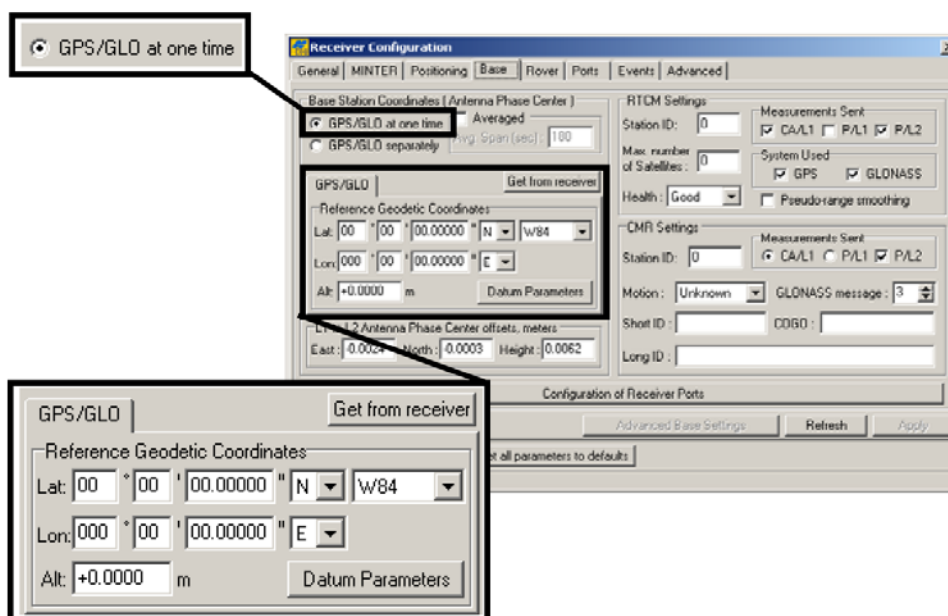 GPS/GLO at one time
Receiver Configuration
General MINTER Positioning Base Rover Ports Events Advanced
Base Station Coordinates ( Antenna Phase Center )
GPS/GLO at one time
Averaged
GPS/GLO separately
Avg. Span (sec) : 180
GPS/GLO
Get from receiver
Reference Geodetic Coordinates
Lat: 00 ° 00 ' 00.00000 " N W84
Lon: 000 ° 00 ' 00.00000 " E
Alt: +0.0000 m Datum Parameters
L2 Antenna Phase Center offsets, meters
East : -0.0024 North : -0.0003 Height : 0.0062
RTCM Settings
Station ID: 0
Measurements Sent
CA/L1 P/L1 P/L2
Max. number of Satellites : 0
System Used
GPS GLONASS
Health : Good
Pseudo-range smoothing
CMR Settings
Station ID: 0
Measurements Sent
CA/L1 P/L1 P/L2
Motion : Unknown GLONASS message : 3
Short ID : COGO :
Long ID :
Configuration of Receiver Ports
Advanced Base Settings Refresh Apply
all parameters to defaults
GPS/GLO
Get from receiver
Reference Geodetic Coordinates
Lat: 00 ° 00 ' 00.00000 " N W84
Lon: 000 ° 00 ' 00.00000 " E
Alt: +0.0000 m Datum Parameters